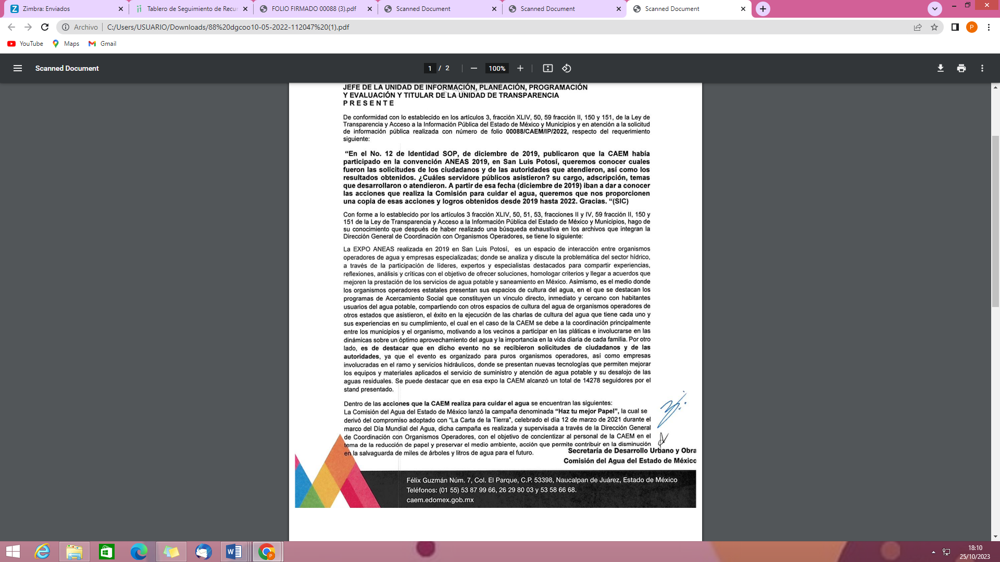 Zimbra: Enviados
Tablero de Seguimiento de Recur
FOLIO FIRMADO 00088 (3).pdf
Scanned Document
Scanned Document
Scanned Document
Archivo
C:/Users/USUARIO/Downloads/88%20dgcoo10-05-2022-112047%20(1).pdf
P
YouTube
Maps
Gmail
Scanned Document
1 / 2
100%
JEFE DE LA UNIDAD DE INFORMACIÓN, PLANEACIÓN, PROGRAMACIÓN
Y EVALUACIÓN Y TITULAR DE LA UNIDAD DE TRANSPARENCIA
P R E S E N T E
De conformidad con lo establecido en los artículos 3, fracción XLIV, 50, 59 fracción II, 150 y 151, de la Ley de
Transparencia y Acceso a la Información Pública del Estado de México y Municipios y en atención a la solicitud
de información pública realizada con número de folio 00088/CAEM/IP/2022, respecto del requerimiento
siguiente:
“En el No. 12 de Identidad SOP, de diciembre de 2019, publicaron que la CAEM había
participado en la convención ANEAS 2019, en San Luis Potosí, queremos conocer cuales
fueron las solicitudes de los ciudadanos y de las autoridades que atendieron, así como los
resultados obtenidos. ¿Cuáles servidore públicos asistieron? su cargo, adscripción, temas
que desarrollaron o atendieron. A partir de esa fecha (diciembre de 2019) iban a dar a conocer
las acciones que realiza la Comisión para cuidar el agua, queremos que nos proporcionen
una copia de esas acciones y logros obtenidos desde 2019 hasta 2022. Gracias. “(SIC)
Con forme a lo establecido por los artículos 3 fracción XLIV, 50, 51, 53, fracciones II y IV, 59 fracción II, 150 y
151 de la Ley de Transparencia y Acceso a la Información Pública del Estado de México y Municipios, hago de
su conocimiento que después de haber realizado una búsqueda exhaustiva en los archivos que integran la
Dirección General de Coordinación con Organismos Operadores, se tiene lo siguiente:
La EXPO ANEAS realizada en 2019 en San Luis Potosí, es un espacio de interacción entre organismos
operadores de agua y empresas especializadas; donde se analiza y discute la problemática del sector hídrico,
a través de la participación de líderes, expertos y especialistas destacados para compartir experiencias,
reflexiones, análisis y críticas con el objetivo de ofrecer soluciones, homologar criterios y llegar a acuerdos que
mejoren la prestación de los servicios de agua potable y saneamiento en México. Asimismo, es el medio donde
los organismos operadores estatales presentan sus espacios de cultura del agua, en el que se destacan los
programas de Acercamiento Social que constituyen un vínculo directo, inmediato y cercano con habitantes
usuarios del agua potable, compartiendo con otros espacios de cultura del agua de organismos operadores de
otros estados que asistieron, el éxito en la ejecución de las charlas de cultura del agua que tiene cada uno y
sus experiencias en su cumplimiento, el cual en el caso de la CAEM se debe a la coordinación principalmente
entre los municipios y el organismo, motivando a los vecinos a participar en las pláticas e involucrarse en las
dinámicas sobre un óptimo aprovechamiento del agua y la importancia en la vida diaria de cada familia. Por otro
lado, es de destacar que en dicho evento no se recibieron solicitudes de ciudadanos y de las
autoridades, ya que el evento es organizado para puros organismos operadores, así como empresas
involucradas en el ramo y servicios hidráulicos, donde se presentan nuevas tecnologías que permiten mejorar
los equipos y materiales aplicados el servicio de suministro y atención de agua potable y su desalojo de las
aguas residuales. Se puede destacar que en esa expo la CAEM alcanzó un total de 14278 seguidores por el
stand presentado.
Dentro de las acciones que la CAEM realiza para cuidar el agua se encuentran las siguientes:
La Comisión del Agua del Estado de México lanzó la campaña denominada “Haz tu mejor Papel”, la cual se
derivó del compromiso adoptado con “La Carta de la Tierra”, celebrado el día 12 de marzo de 2021 durante el
marco del Día Mundial del Agua, dicha campaña es realizada y supervisada a través de la Dirección General
de Coordinación con Organismos Operadores, con el objetivo de concientizar al personal de la CAEM en el
tema de la reducción de papel y preservar el medio ambiente, acción que permite contribuir en la disminución
en la salvaguarda de miles de árboles y litros de agua para el futuro.
Secretaría de Desarrollo Urbano y Obra
Comisión del Agua del Estado de México
Félix Guzmán Núm. 7, Col. El Parque, C.P. 53398, Naucalpan de Juárez, Estado de México
Teléfonos: (01 55) 53 87 99 66, 26 29 80 03 y 53 58 66 68.
caem.edomex.gob.mx
18:10
25/10/2023